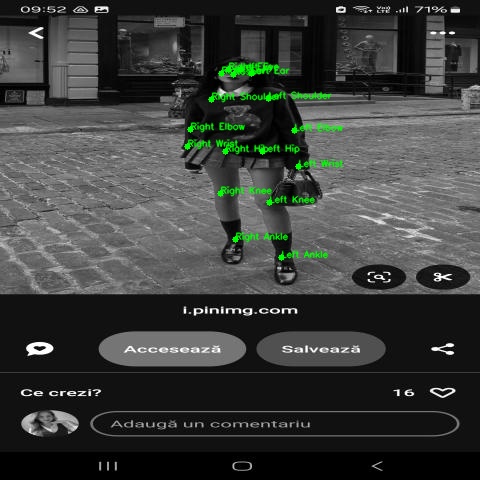 09:52
Vo)) LTE 71%
Right Eye
Left Ear
Right Shoulder
Left Shoulder
Right Elbow
Left Elbow
Right Wrist
Right Hip
Left Hip
Left Wrist
Right Knee
Left Knee
Right Ankle
Left Ankle
i.pinimg.com
Accesează
Salvează
Ce crezi?
16
Adaugă un comentariu